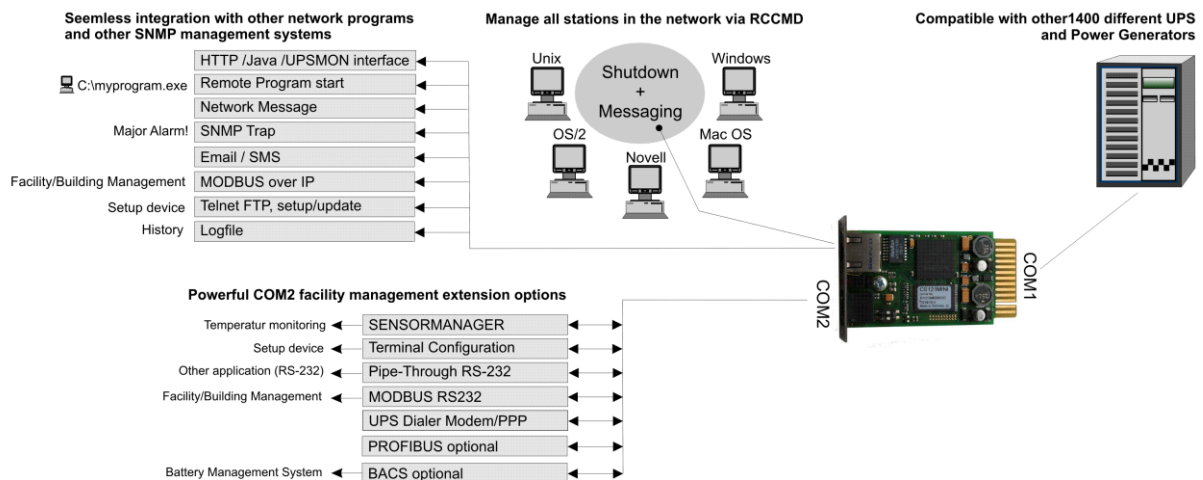 Seemless integration with other network programs
and other SNMP management systems
HTTP /Java /UPSMON interface
C:\myprogram.exe Remote Program start
Network Message
Major Alarm! SNMP Trap
Email / SMS
Facility/Building Management MODBUS over IP
Setup device Telnet FTP, setup/update
History Logfile
Manage all stations in the network via RCCMD
Unix
Windows
Shutdown
+
Messaging
OS/2
Mac OS
Novell
Compatible with other1400 different UPS
and Power Generators
COM1
COM2
CS121MINI
Powerful COM2 facility management extension options
Temperatur monitoring SENSORMANAGER
Setup device Terminal Configuration
Other application (RS-232) Pipe-Through RS-232
Facility/Building Management MODBUS RS232
UPS Dialer Modem/PPP
PROFIBUS optional
Battery Management System BACS optional